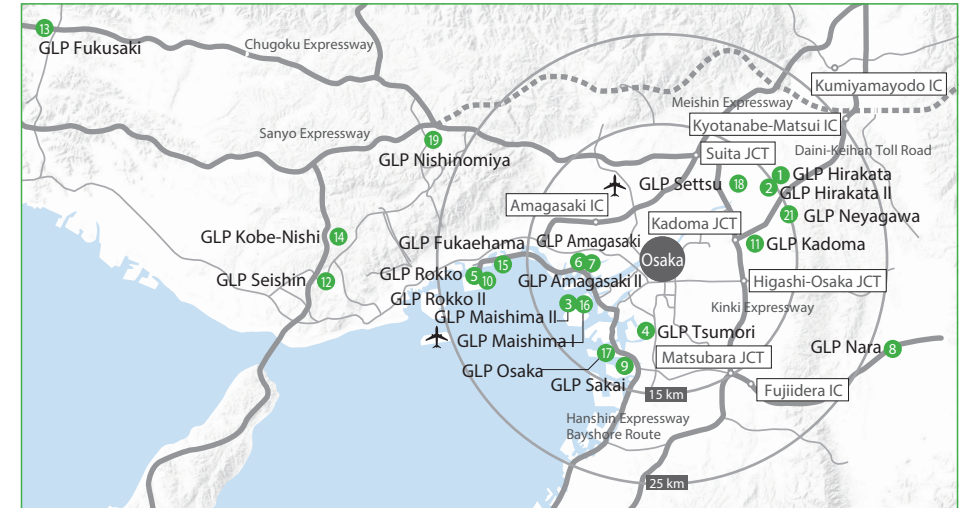 13
GLP Fukusaki
Chugoku Expressway
Kumiyamayodo IC
Meishin Expressway
Sanyo Expressway
19
GLP Nishinomiya
Kyotanabe-Matsui IC
Daini-Keihan Toll Road
Suita JCT
GLP Settsu 18
1 GLP Hirakata
2 GLP Hirakata II
Amagasaki IC
21 GLP Neyagawa
Kadoma JCT
GLP Kobe-Nishi 14
GLP Fukaehama
15
GLP Amagasaki
6 7
GLP Amagasaki II
Osaka
11 GLP Kadoma
GLP Seishin 12
GLP Rokko 5
10
GLP Rokko II
Higashi-Osaka JCT
Kinki Expressway
3 16
GLP Maishima II
GLP Maishima I
4 GLP Tsumori
GLP Nara 8
17
GLP Osaka
Matsubara JCT
9
GLP Sakai
15 km
Fujiidera IC
Hanshin Expressway
Bayshore Route
25 km